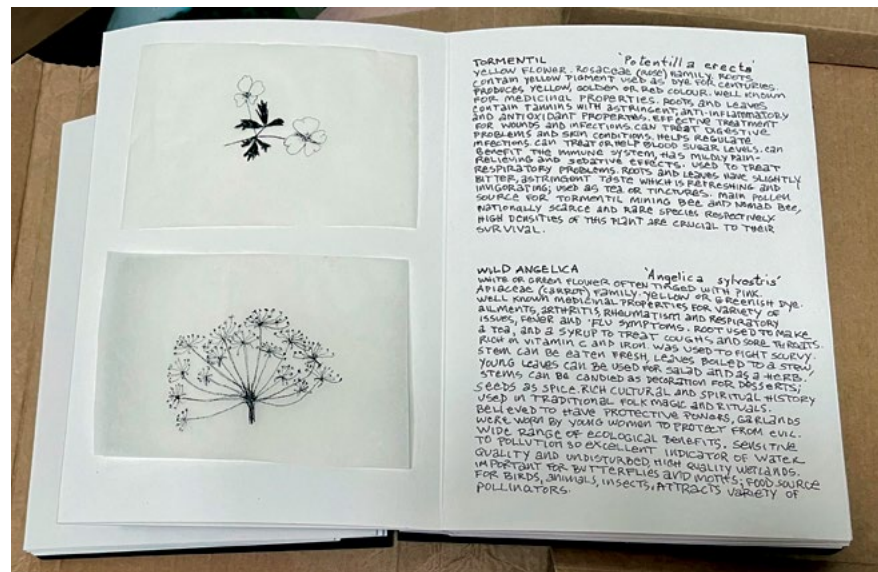 TORMENTIL 'Potentilla erecta'
YELLOW FLOWER. ROSACEAE (ROSE) FAMILY. ROOTS
CONTAIN YELLOW PIGMENT USED AS DYE FOR CENTURIES.
PRODUCES YELLOW, GOLDEN OR RED COLOUR. WELL KNOWN
FOR MEDICINAL PROPERTIES. ROOTS AND LEAVES
CONTAIN TANNINS WITH ASTRINGENT, ANTI-INFLAMMATORY
AND ANTIOXIDANT PROPERTIES. EFFECTIVE TREATMENT
FOR WOUNDS AND INFECTIONS. CAN TREAT DIGESTIVE
PROBLEMS AND SKIN CONDITIONS. HELPS REGULATE
INFECTIONS. CAN TREAT OR HELP BLOOD SUGAR LEVELS. CAN
BENEFIT THE IMMUNE SYSTEM, HAS MILDLY PAIN-
RELIEVING AND SEDATIVE EFFECTS. USED TO TREAT
RESPIRATORY PROBLEMS. ROOTS AND LEAVES HAVE SLIGHTLY
BITTER, ASTRINGENT TASTE WHICH IS REFRESHING AND
INVIGORATING; USED AS TEA OR TINCTURES. MAIN POLLEN
SOURCE FOR TORMENTIL MINING BEE AND NOMAD BEE,
NATIONALLY SCARCE AND RARE SPECIES RESPECTIVELY
HIGH DENSITIES OF THIS PLANT ARE CRUCIAL TO THEIR
SURVIVAL.
WILD ANGELICA 'Angelica sylvestris'
WHITE OR GREEN FLOWER OFTEN TINGED WITH PINK.
APIACEAE (CARROT) FAMILY. YELLOW OR GREENISH DYE.
WELL KNOWN MEDICINAL PROPERTIES FOR VARIETY OF
AILMENTS, ARTHRITIS, RHEUMATISM AND RESPIRATORY
ISSUES, FEVER AND 'FLU SYMPTOMS. ROOT USED TO MAKE
A TEA, AND A SYRUP TO TREAT COUGHS AND SORE THROATS.
RICH IN VITAMIN C AND IRON. WAS USED TO FIGHT SCURVY.
STEM CAN BE EATEN FRESH, LEAVES BOILED TO A STEW.
YOUNG LEAVES CAN BE USED FOR SALAD AND AS A HERB.
STEMS CAN BE CANDIED AS DECORATION FOR DESSERTS;
SEEDS AS SPICE. RICH CULTURAL AND SPIRITUAL HISTORY
USED IN TRADITIONAL FOLK MAGIC AND RITUALS.
BELIEVED TO HAVE PROTECTIVE POWERS, GARLANDS
WERE WORN BY YOUNG WOMEN TO PROTECT FROM EVIL.
WIDE RANGE OF ECOLOGICAL BENEFITS. SENSITIVE
TO POLLUTION SO EXCELLENT INDICATOR OF WATER
QUALITY AND UNDISTURBED, HIGH QUALITY WETLANDS.
IMPORTANT FOR BUTTERFLIES AND MOTHS; FOOD SOURCE
FOR BIRDS, ANIMALS, INSECTS, ATTRACTS VARIETY OF
POLLINATORS.